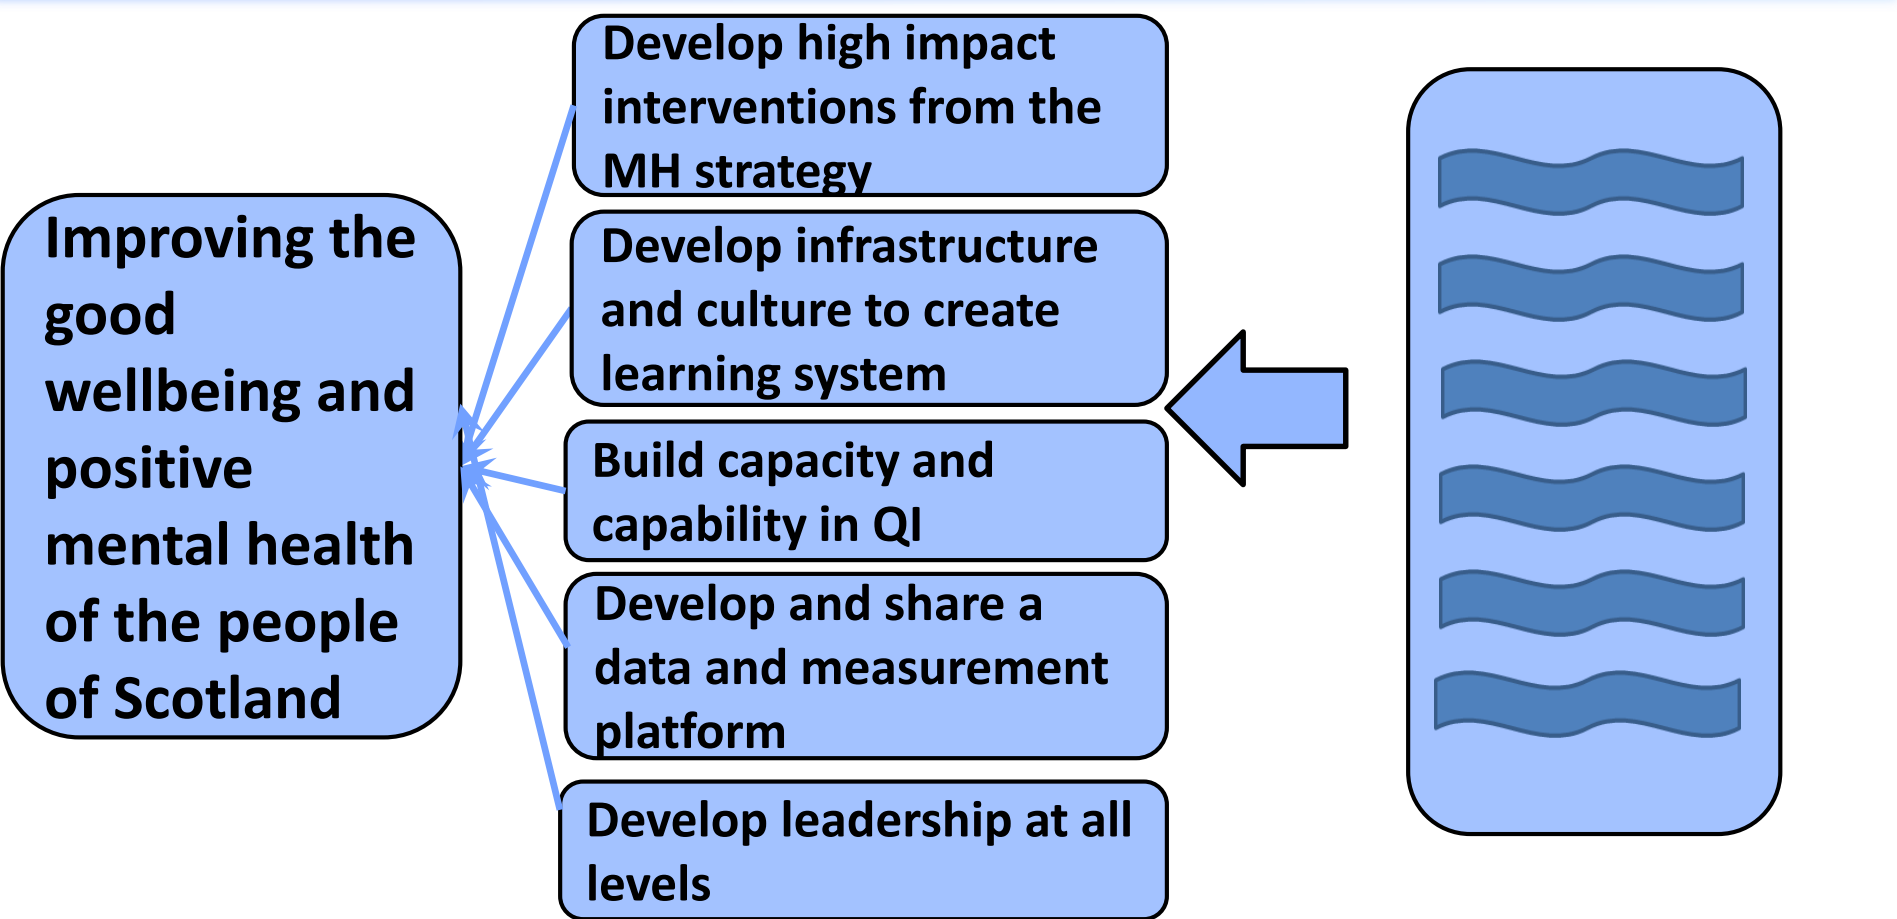 Improving the
good
wellbeing and
positive
mental health
of the people
of Scotland
Develop high impact
interventions from the
MH strategy
Develop infrastructure
and culture to create
learning system
Build capacity and
capability in QI
Develop and share a
data and measurement
platform
Develop leadership at all
levels